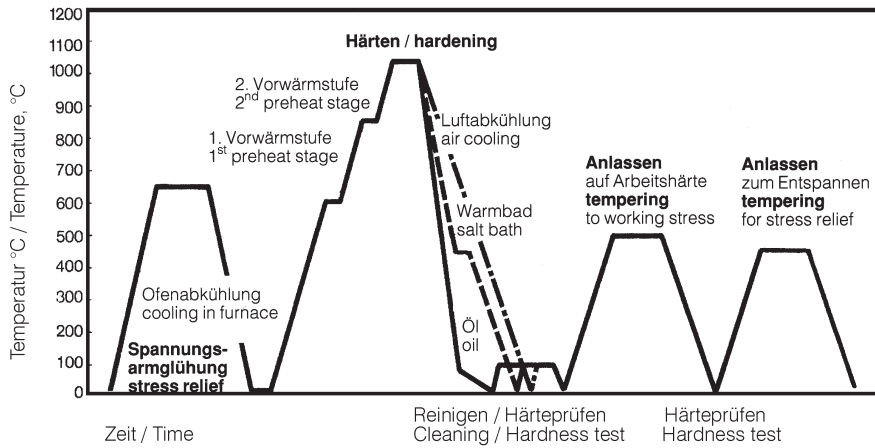 1200
1100
1000
900
800
700
600
500
400
300
200
100
0
Temperatur °C / Temperature, °C
Härten / hardening
2. Vorwärmstufe
2nd preheat stage
1. Vorwärmstufe
1st preheat stage
Luftabkühlung
air cooling
Warmbad
salt bath
Öl
oil
Ofenabkühlung
cooling in furnace
Spannungs-
armglühung
stress relief
Anlassen
auf Arbeitshärte
tempering
to working stress
Anlassen
zum Entspannen
tempering
for stress relief
Zeit / Time
Reinigen / Härteprüfen
Cleaning / Hardness test
Härteprüfen
Hardness test